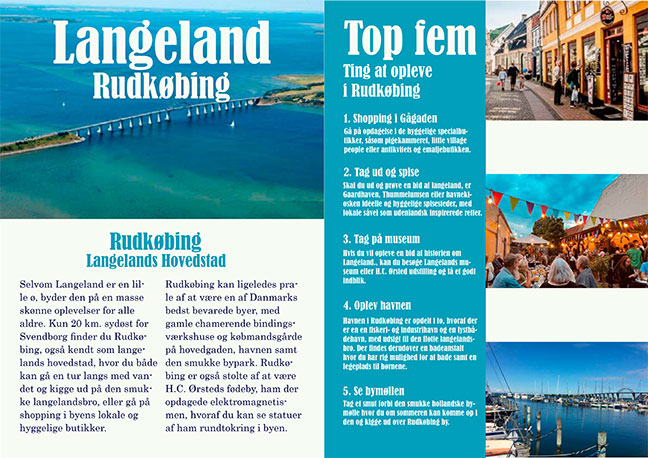 Langeland
Rudkøbing
Rudkøbing
Langelands Hovedstad
Selvom Langeland er en lil-
le ø, byder den på en masse
skønne oplevelser for alle
aldre. Kun 20 km. sydøst for
Svendborg finder du Rudkø-
bing, også kendt som lange-
lands hovedstad, hvor du både
kan gå en tur langs med van-
det og kigge ud på den smuk-
ke langelandsbro, eller gå på
shopping i byens lokale og
hyggelige butikker.
Rudkøbing kan ligeledes pra-
le af at være en af Danmarks
bedst bevarede byer, med
gamle chamerende bindings-
værkshuse og købmandsgårde
på hovedgaden, havnen samt
den smukke bypark. Rudkø-
bing er også stolte af at være
H.C. Ørsteds fødeby, ham der
opdagede elektromagnetis-
men, hvoraf du kan se statuer
af ham rundtokring i byen.
Top fem
Ting at opleve
i Rudkøbing
1. Shopping i Gågaden
Gå på opdagelse i de hyggelige specialbu-
tikker, såsom pigekammeret, little village
people eller antikvitets og emaljebutikken.
2. Tag ud og spise
Skal du ud og prøve en bid af langeland, er
Gaardhaven, Thummelumsen eller havneki-
osken ideelle og hyggelige spisesteder, med
lokale såvel som udenlandsk inspirerede retter.
3. Tag på museum
Hvis du vil opleve en bid af historien om
Langeland., kan du besøge Langelands mu-
seum eller H.C. Ørsted udstilling og få et godt
indblik.
4. Oplev havnen
Havnen i Rudkøbing er opdelt i to, hvoraf der
er en en fiskeri- og industrihavn og en lystbå-
dehavn, med udsigt til den flotte langelands-
bro. Der findes derudover en badeanstalt
hvor du har rig mulighed for at bade samt en
legeplads til børnene.
5. Se bymøllen
Tag et smut forbi den smukke hollandske by-
mølle hvor du om sommeren kan komme op i
den og kigge ud over Rudkøbing by.